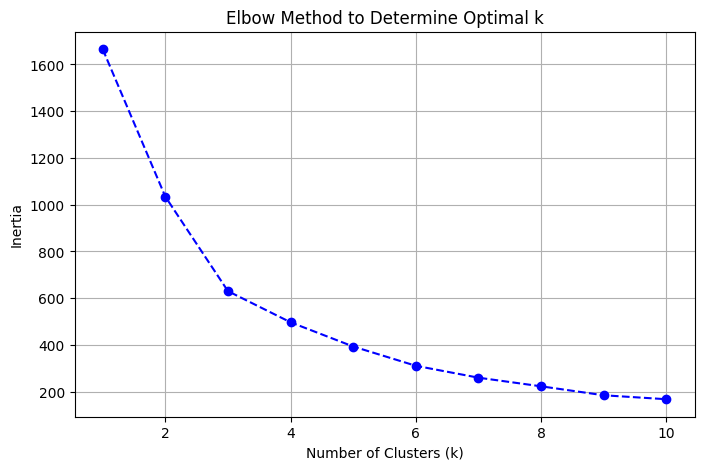 Elbow Method to Determine Optimal k
Inertia
1600
1400
1200
1000
800
600
400
200
2 4 6 8 10
Number of Clusters (k)